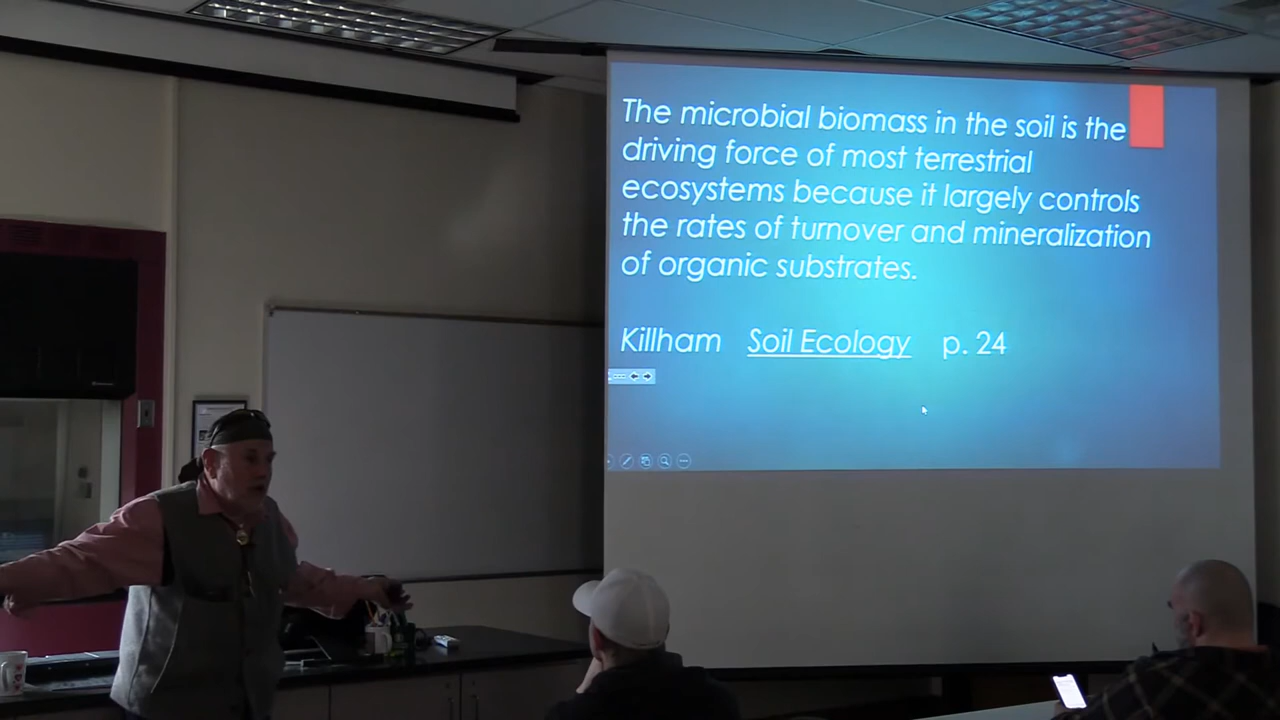 The microbial biomass in the soil is the
driving force of most terrestrial
ecosystems because it largely controls
the rates of turnover and mineralization
of organic substrates.
Killham Soil Ecology p. 24